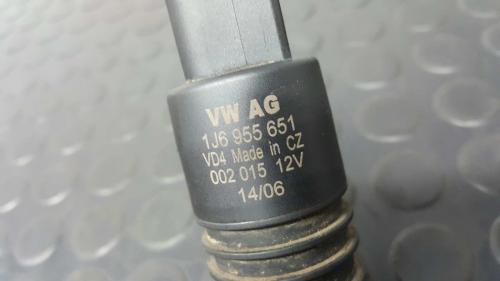 VW AG
1J6 955 651
VD4 Made in CZ
002 015 12V
14/06